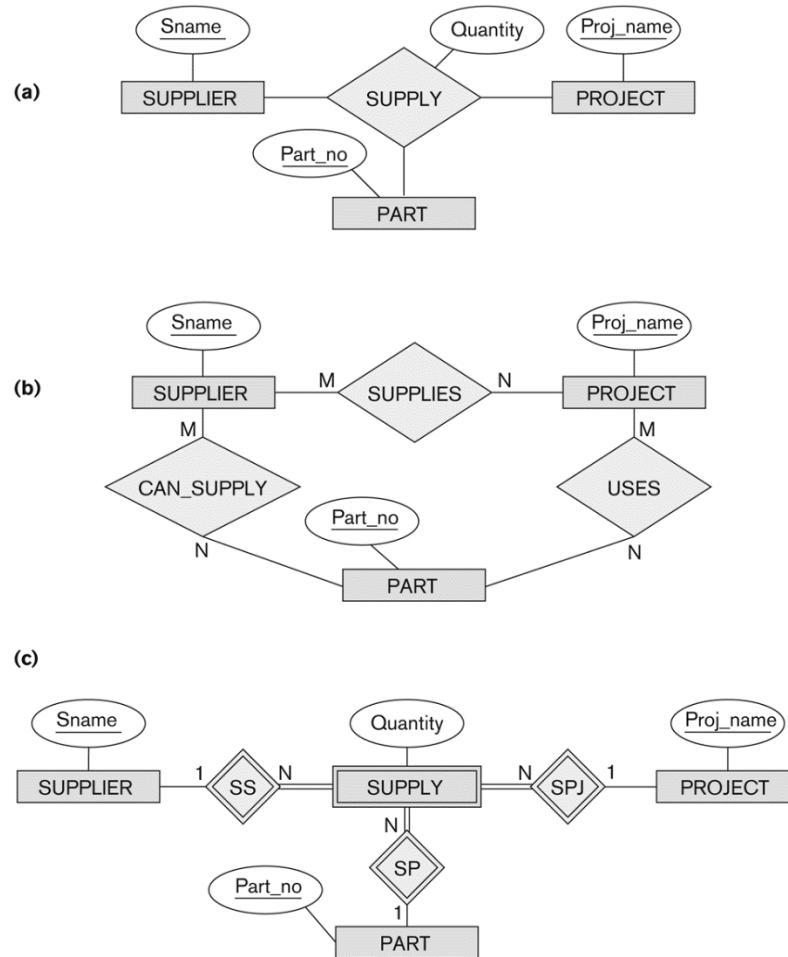 Sname
Quantity
Proj_name
(a)
SUPPLIER
SUPPLY
PROJECT
Part_no
PART
Sname
Proj_name
(b)
SUPPLIER
M
SUPPLIES
N
PROJECT
M
M
CAN_SUPPLY
USES
Part_no
N
N
PART
(c)
Sname
Quantity
Proj_name
SUPPLIER
1
SS
N
SUPPLY
N
SPJ
1
PROJECT
N
SP
Part_no
1
PART